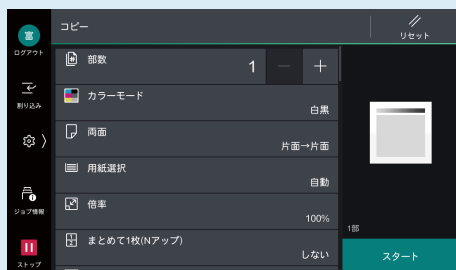 コピー
リセット
ログアウト
割り込み
ジョブ情報
ストップ
部数
1
カラーモード
白黒
両面
片面→片面
用紙選択
自動
倍率
100%
まとめて1枚(Nアップ)
しない
1部
スタート